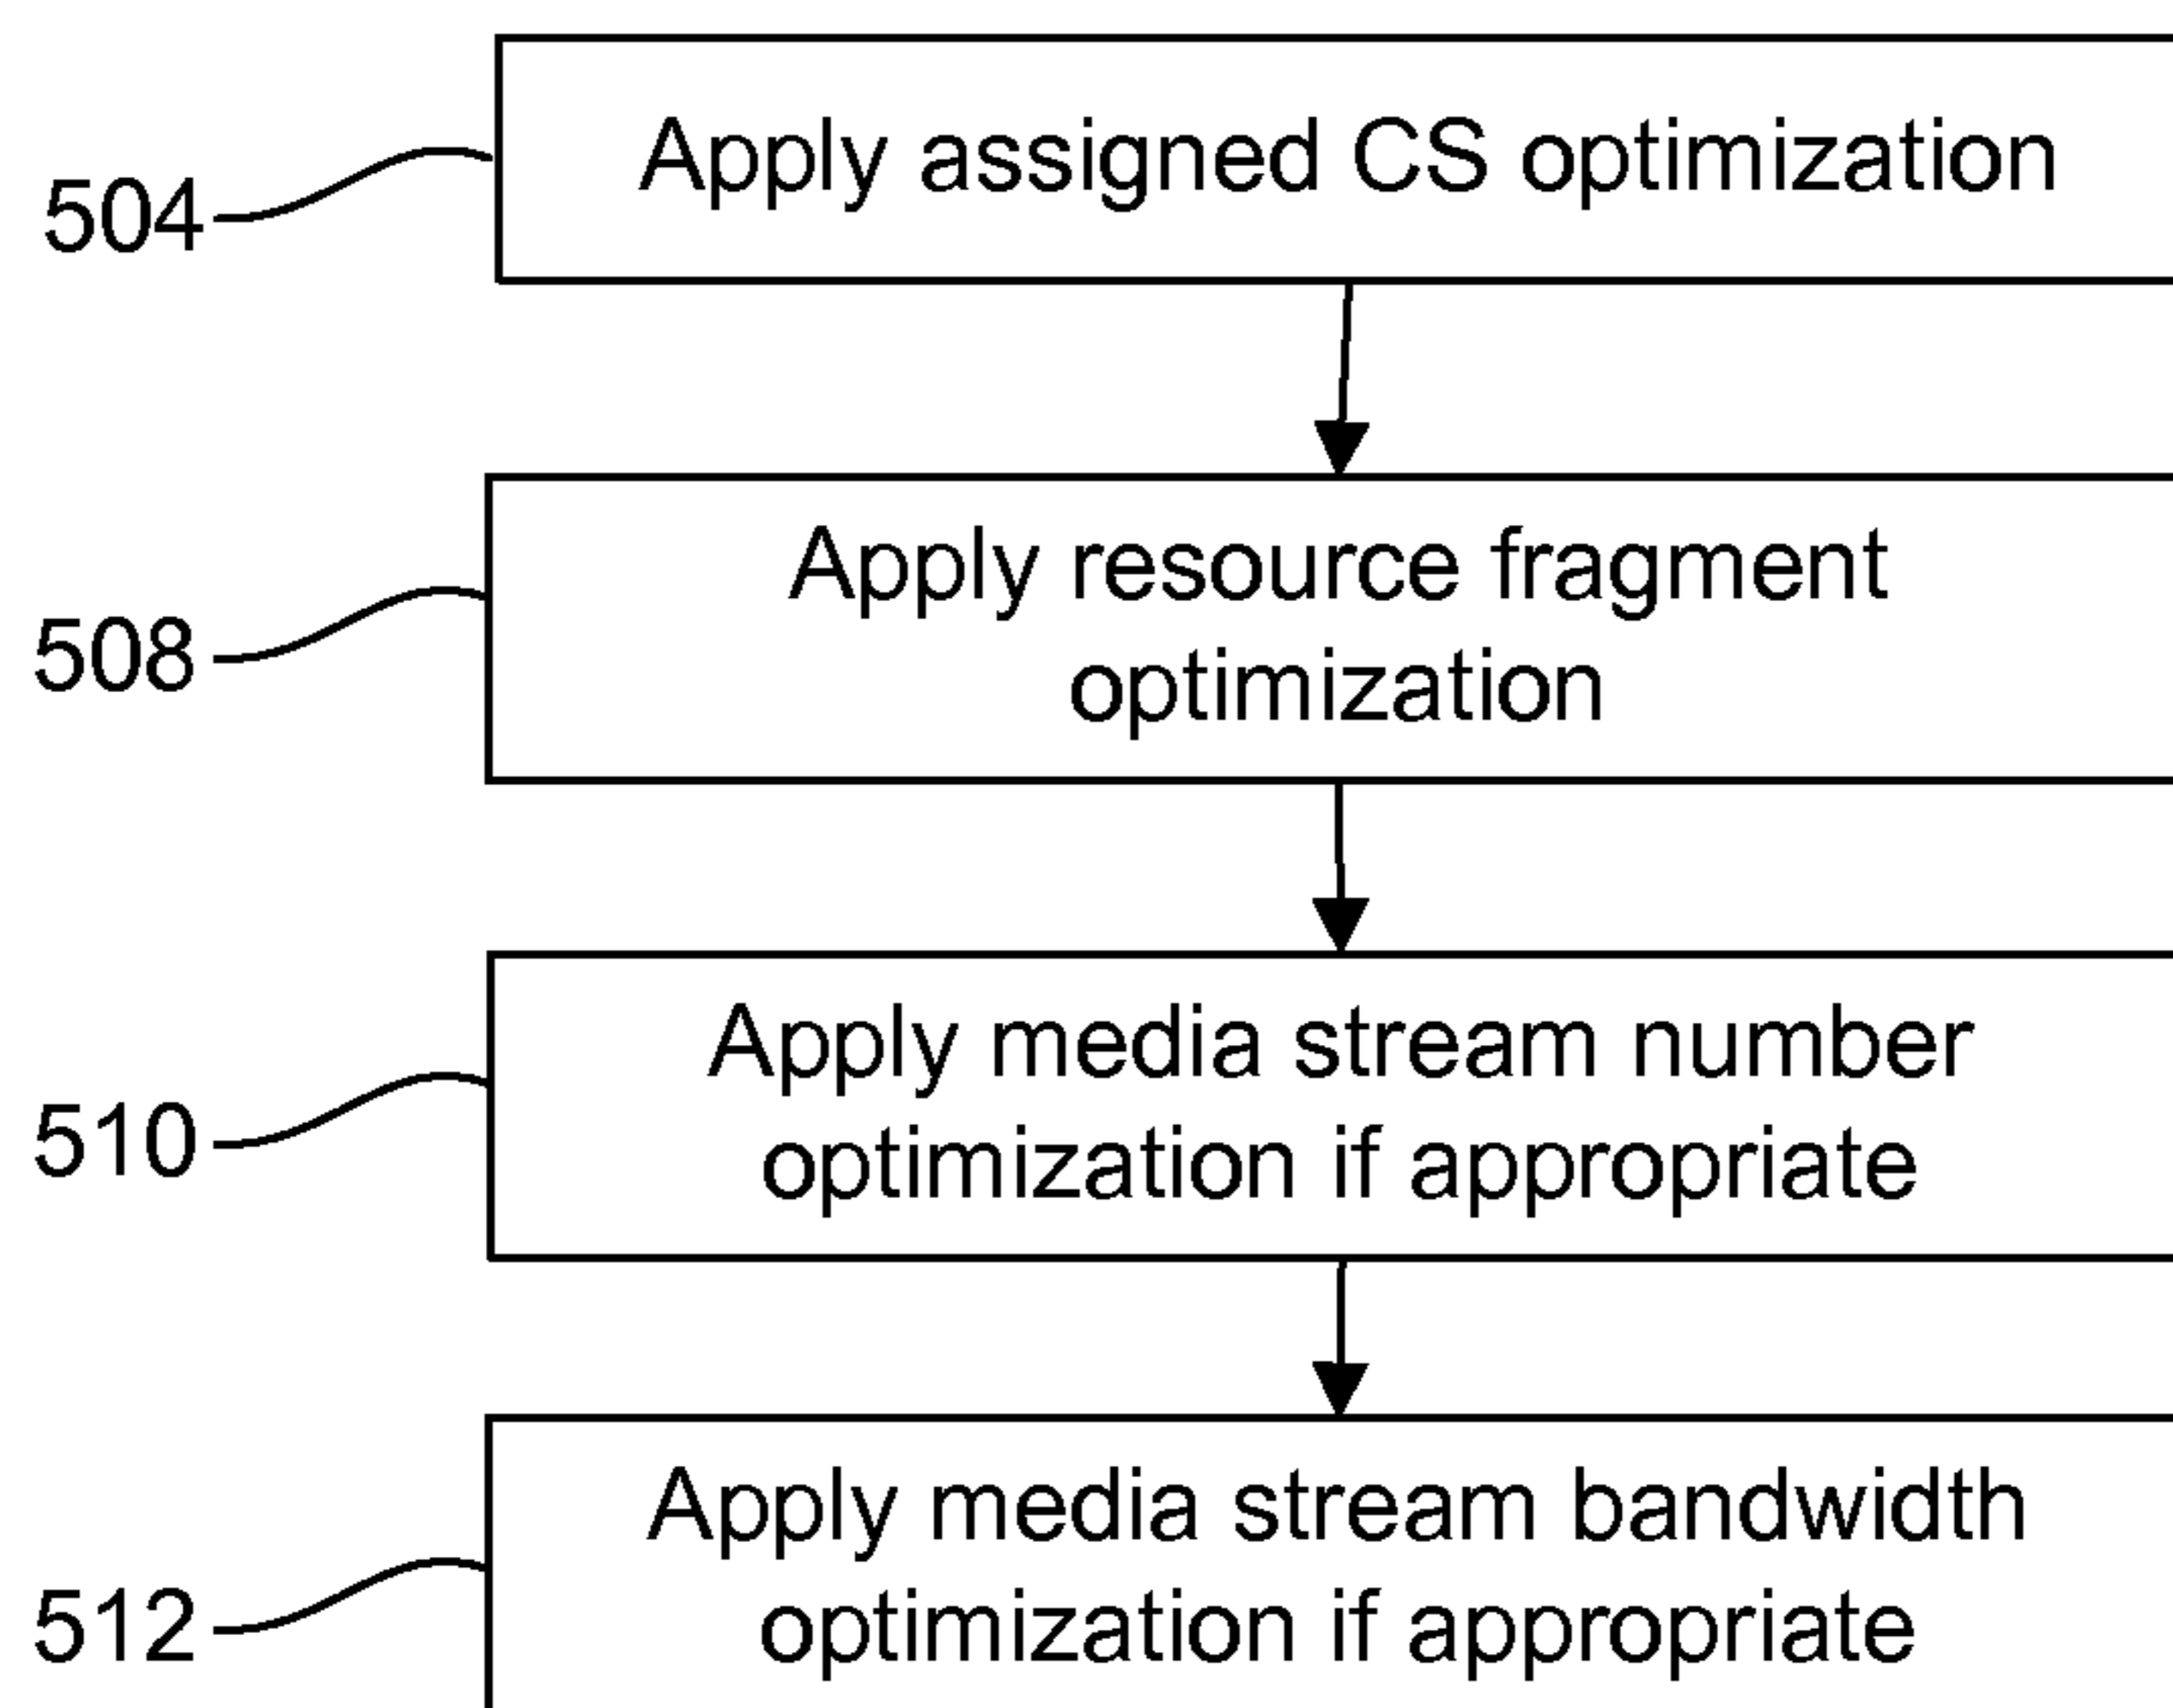 504
Apply assigned CS optimization
508
Apply resource fragment
optimization
510
Apply media stream number
optimization if appropriate
512
Apply media stream bandwidth
optimization if appropriate